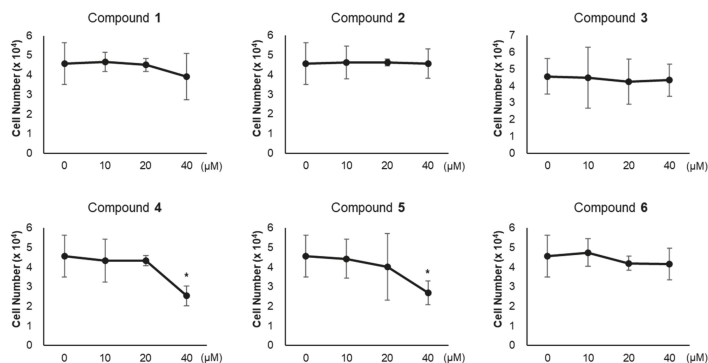 Compound 1
Cell Number (x 10⁴)
6
5
4
3
2
1
0
0 10 20 40 (µM)
Compound 2
Cell Number (x 10⁴)
6
5
4
3
2
1
0
0 10 20 40 (µM)
Compound 3
Cell Number (x 10⁴)
7
6
5
4
3
2
1
0
0 10 20 40 (µM)
Compound 4
Cell Number (x 10⁴)
6
5
4
3
2
1
0
*
0 10 20 40 (µM)
Compound 5
Cell Number (x 10⁴)
6
5
4
3
2
1
0
*
0 10 20 40 (µM)
Compound 6
Cell Number (x 10⁴)
6
5
4
3
2
1
0
0 10 20 40 (µM)